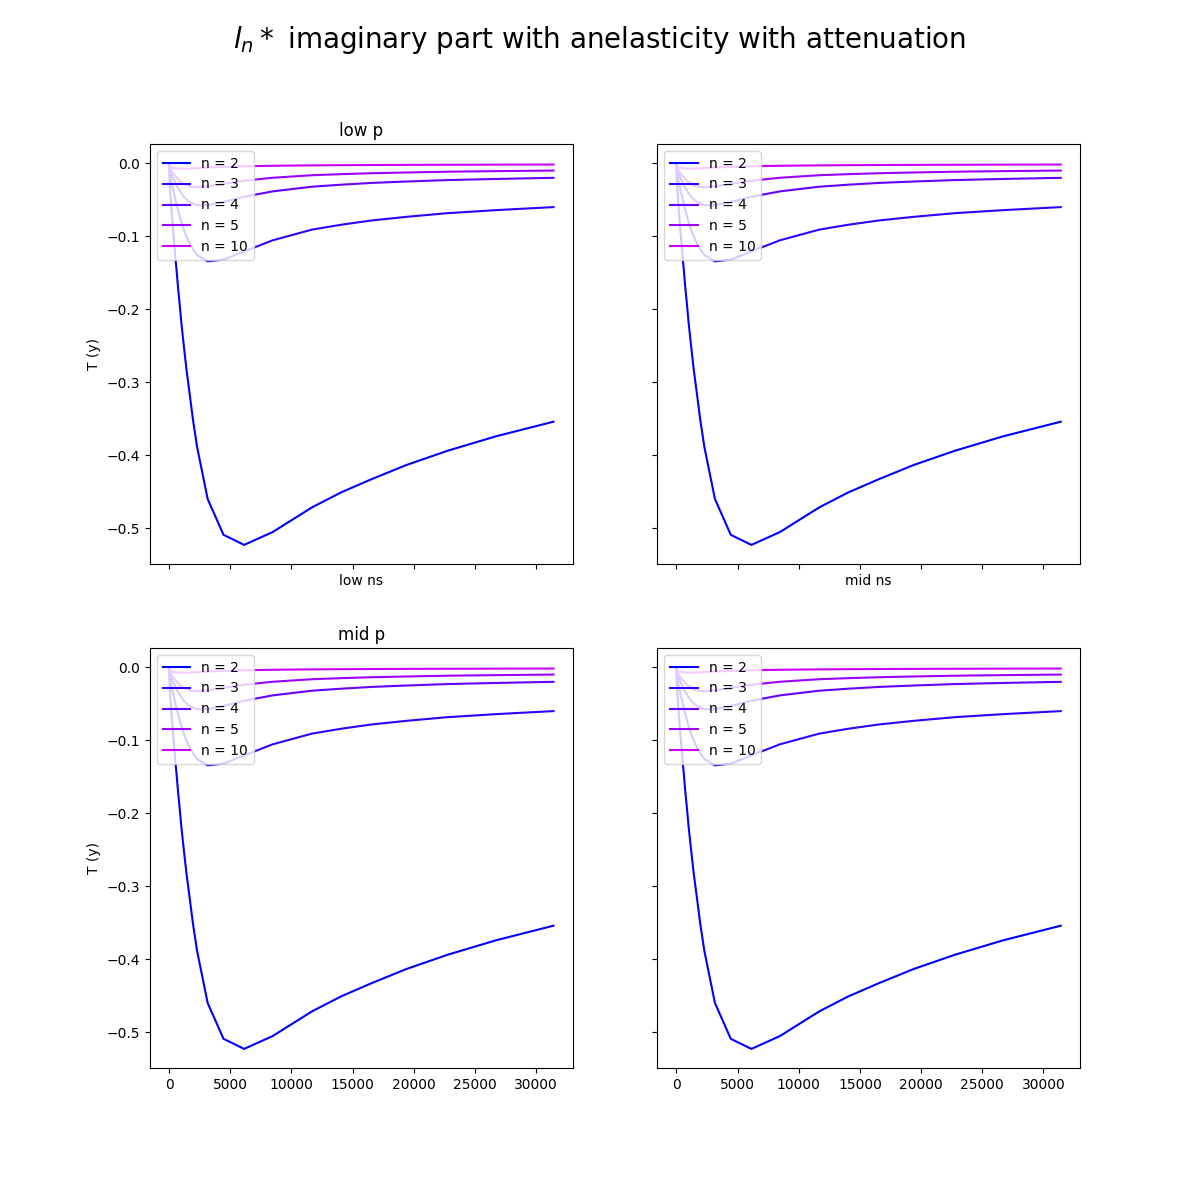 l_n * imaginary part with anelasticity with attenuation
low p
T (y)
0.0
−0.1
−0.2
−0.3
−0.4
−0.5
n = 2
n = 3
n = 4
n = 5
n = 10
low ns
n = 2
n = 3
n = 4
n = 5
n = 10
mid ns
mid p
T (y)
0.0
−0.1
−0.2
−0.3
−0.4
−0.5
n = 2
n = 3
n = 4
n = 5
n = 10
0 5000 10000 15000 20000 25000 30000
n = 2
n = 3
n = 4
n = 5
n = 10
0 5000 10000 15000 20000 25000 30000